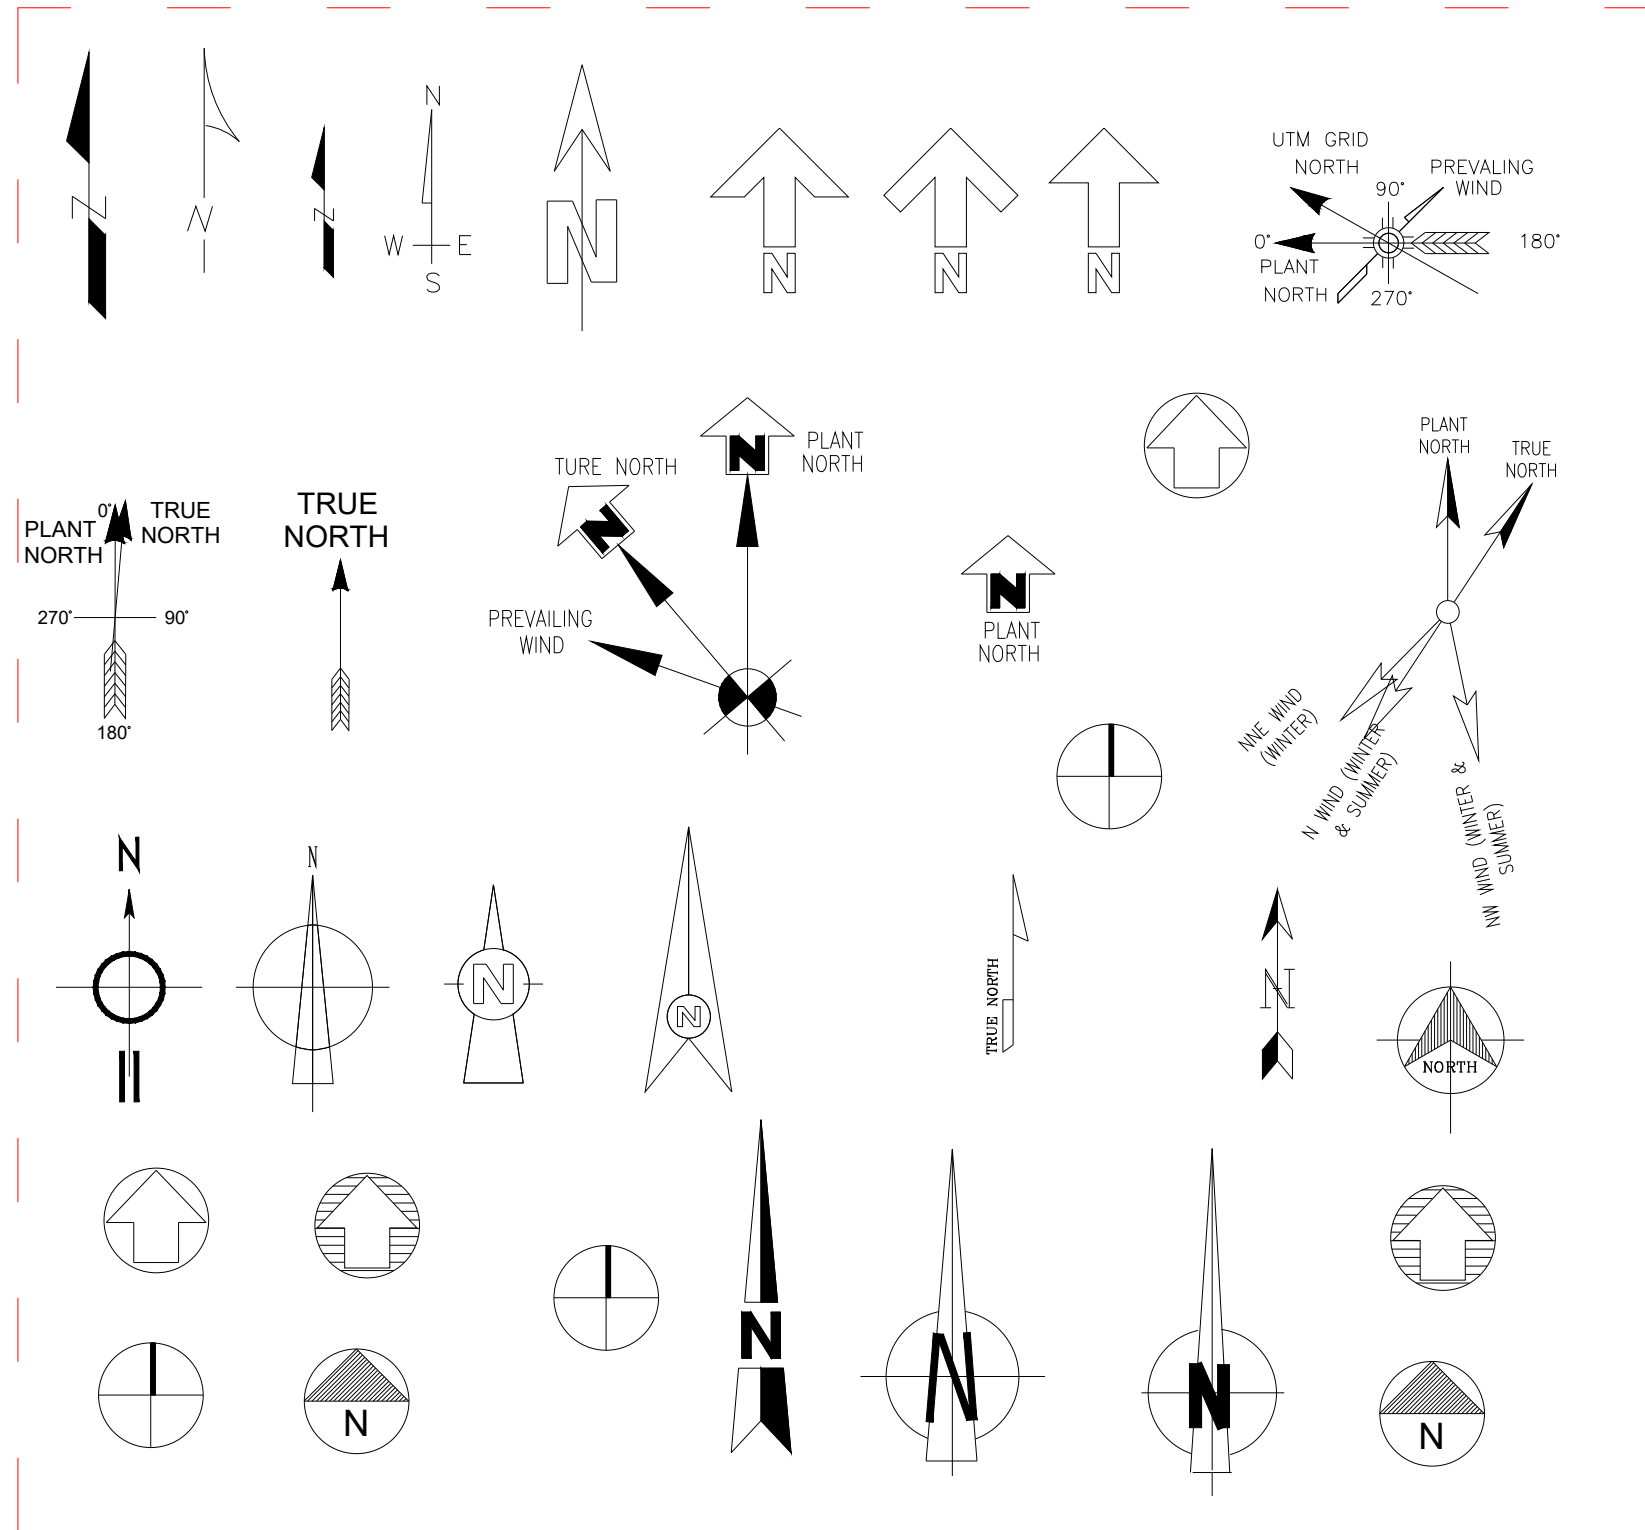 N
N
N
N
W E
S
N
N
N
N
UTM GRID
NORTH
PREVALING
WIND
90°
0°
180°
PLANT
NORTH
270°
PLANT
NORTH
0°
TRUE
NORTH
270°
90°
180°
TRUE
NORTH
TURE NORTH
N
N
PLANT
NORTH
PREVAILING
WIND
N
PLANT
NORTH
PLANT
NORTH
TRUE
NORTH
NNE WIND
(WINTER)
N WIND (WINTER
& SUMMER)
NW WIND (WINTER &
SUMMER)
N
N
N
N
TRUE NORTH
N
NORTH
N
N
N
N
N